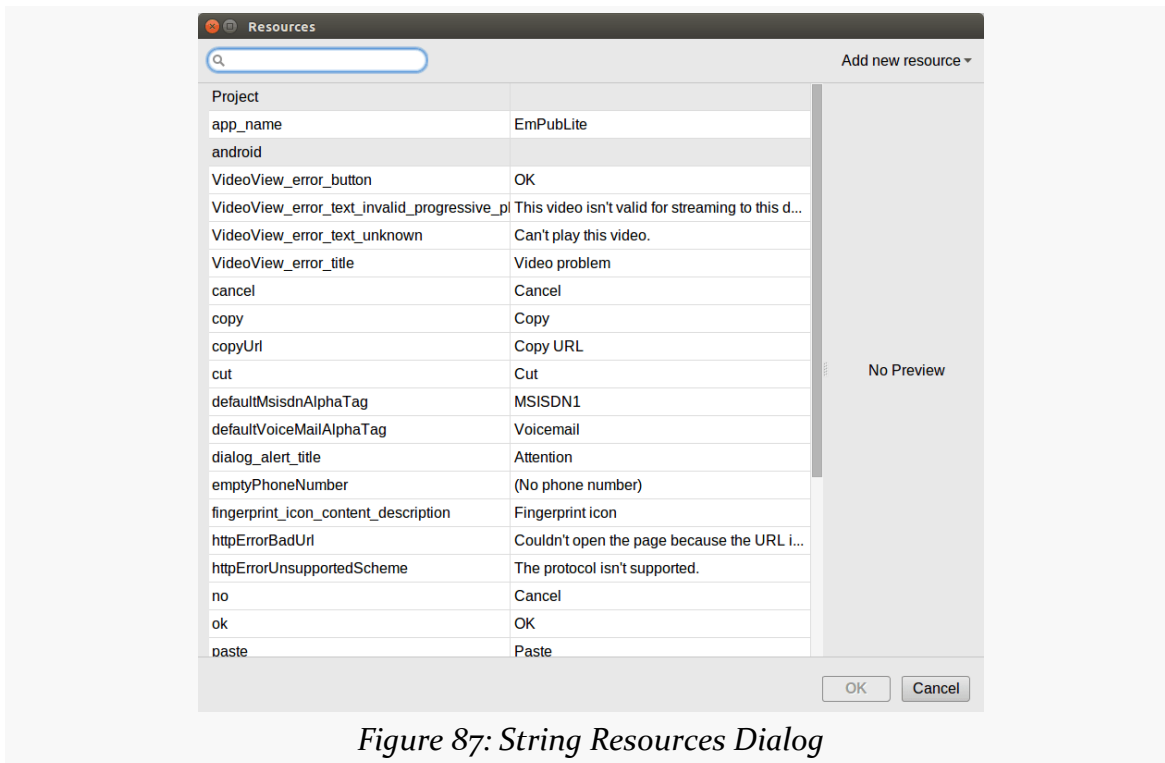 Resources
Add new resource
Project
app_name EmPubLite
android
VideoView_error_button OK
VideoView_error_text_invalid_progressive_pl This video isn't valid for streaming to this d...
VideoView_error_text_unknown Can't play this video.
VideoView_error_title Video problem
cancel Cancel
copy Copy
copyUrl Copy URL
cut Cut
No Preview
defaultMsisdnAlphaTag MSISDN1
defaultVoiceMailAlphaTag Voicemail
dialog_alert_title Attention
emptyPhoneNumber (No phone number)
fingerprint_icon_content_description Fingerprint icon
httpErrorBadUrl Couldn't open the page because the URL i...
httpErrorUnsupportedScheme The protocol isn't supported.
no Cancel
ok OK
paste Paste
OK Cancel
Figure 87: String Resources Dialog